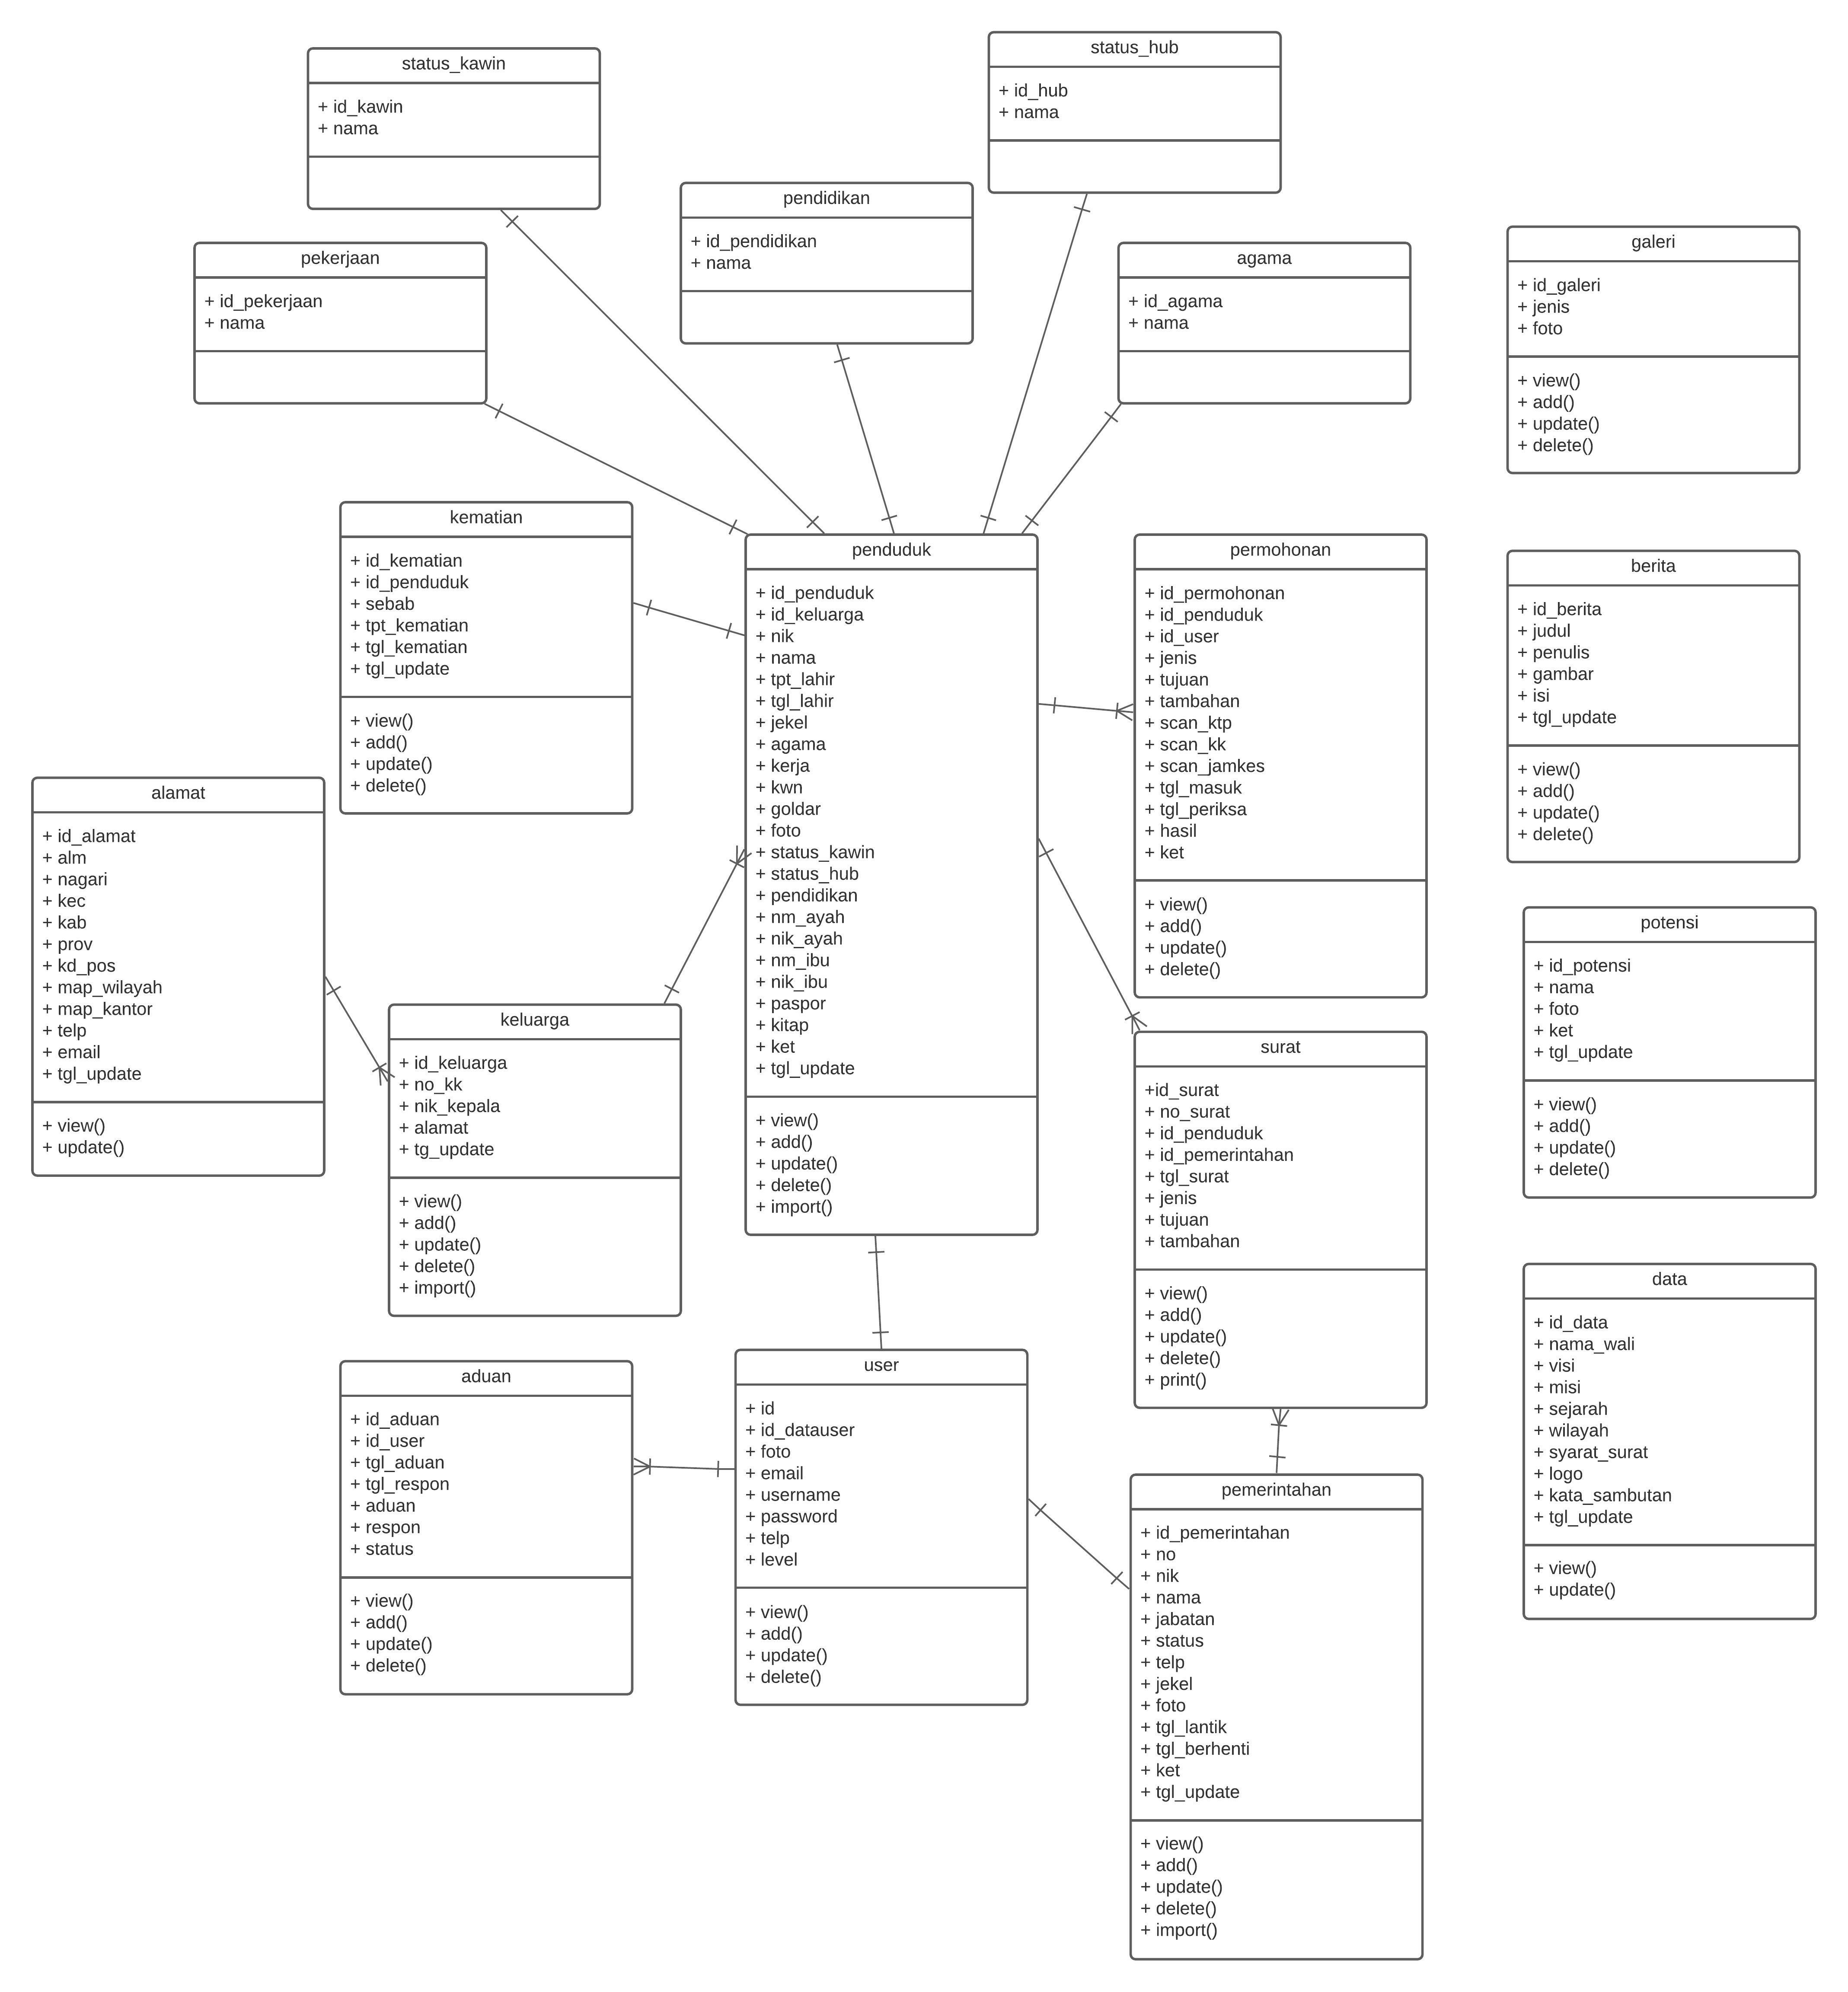 status_kawin
+ id_kawin
+ nama
status_hub
+ id_hub
+ nama
pendidikan
+ id_pendidikan
+ nama
pekerjaan
+ id_pekerjaan
+ nama
agama
+ id_agama
+ nama
galeri
+ id_galeri
+ jenis
+ foto
+ view()
+ add()
+ update()
+ delete()
kematian
+ id_kematian
+ id_penduduk
+ sebab
+ tpt_kematian
+ tgl_kematian
+ tgl_update
+ view()
+ add()
+ update()
+ delete()
penduduk
+ id_penduduk
+ id_keluarga
+ nik
+ nama
+ tpt_lahir
+ tgl_lahir
+ jekel
+ agama
+ kerja
+ kwn
+ goldar
+ foto
+ status_kawin
+ status_hub
+ pendidikan
+ nm_ayah
+ nik_ayah
+ nm_ibu
+ nik_ibu
+ paspor
+ kitap
+ ket
+ tgl_update
+ view()
+ add()
+ update()
+ delete()
+ import()
permohonan
+ id_permohonan
+ id_penduduk
+ id_user
+ jenis
+ tujuan
+ tambahan
+ scan_ktp
+ scan_kk
+ scan_jamkes
+ tgl_masuk
+ tgl_periksa
+ hasil
+ ket
+ view()
+ add()
+ update()
+ delete()
berita
+ id_berita
+ judul
+ penulis
+ gambar
+ isi
+ tgl_update
+ view()
+ add()
+ update()
+ delete()
alamat
+ id_alamat
+ alm
+ nagari
+ kec
+ kab
+ prov
+ kd_pos
+ map_wilayah
+ map_kantor
+ telp
+ email
+ tgl_update
+ view()
+ update()
keluarga
+ id_keluarga
+ no_kk
+ nik_kepala
+ alamat
+ tg_update
+ view()
+ add()
+ update()
+ delete()
+ import()
surat
+id_surat
+ no_surat
+ id_penduduk
+ id_pemerintahan
+ tgl_surat
+ jenis
+ tujuan
+ tambahan
+ view()
+ add()
+ update()
+ delete()
+ print()
potensi
+ id_potensi
+ nama
+ foto
+ ket
+ tgl_update
+ view()
+ add()
+ update()
+ delete()
aduan
+ id_aduan
+ id_user
+ tgl_aduan
+ tgl_respon
+ aduan
+ respon
+ status
+ view()
+ add()
+ update()
+ delete()
user
+ id
+ id_datauser
+ foto
+ email
+ username
+ password
+ telp
+ level
+ view()
+ add()
+ update()
+ delete()
pemerintahan
+ id_pemerintahan
+ no
+ nik
+ nama
+ jabatan
+ status
+ telp
+ jekel
+ foto
+ tgl_lantik
+ tgl_berhenti
+ ket
+ tgl_update
+ view()
+ add()
+ update()
+ delete()
+ import()
data
+ id_data
+ nama_wali
+ visi
+ misi
+ sejarah
+ wilayah
+ syarat_surat
+ logo
+ kata_sambutan
+ tgl_update
+ view()
+ update()